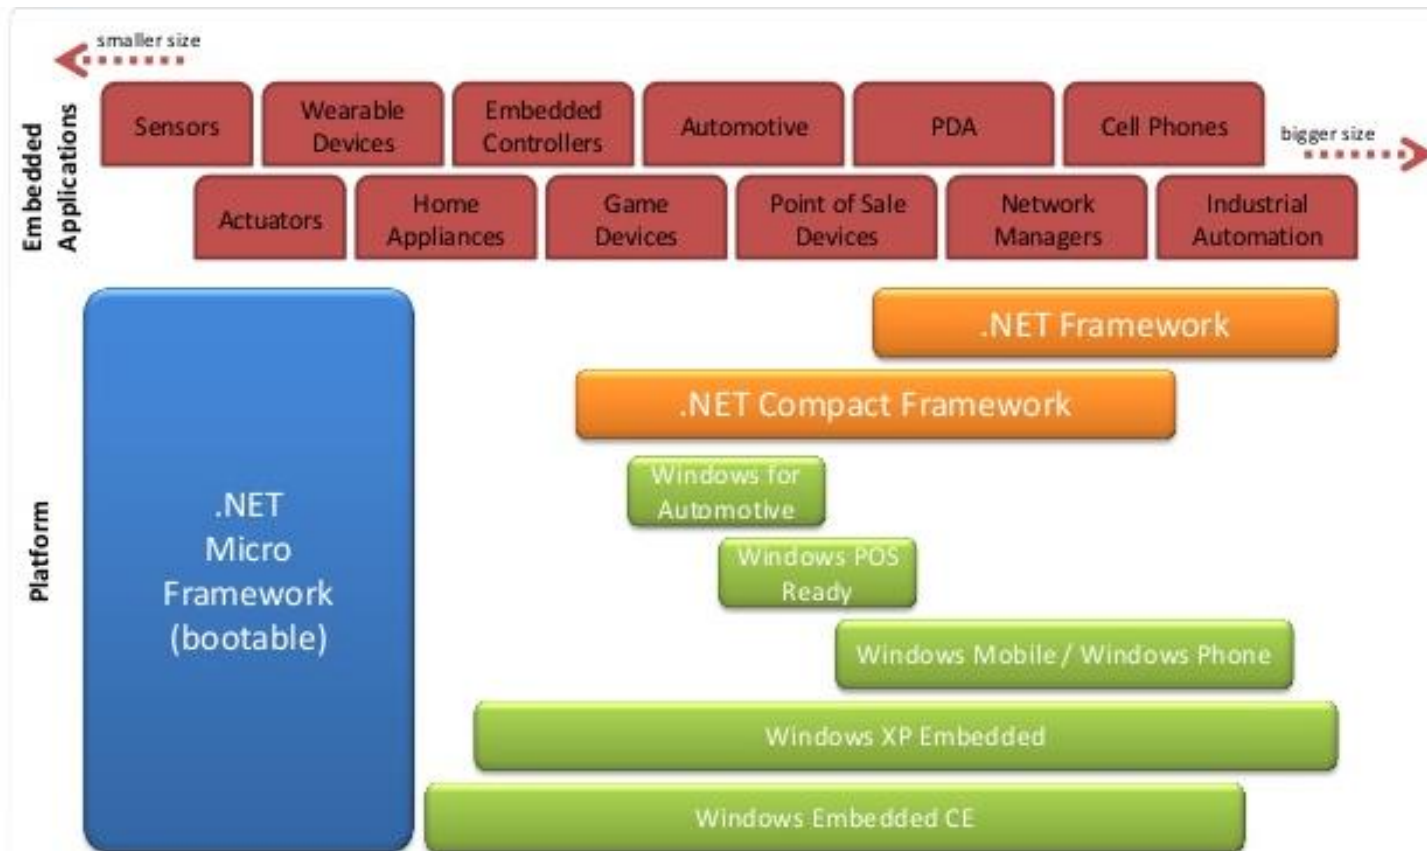 smaller size
Embedded
Applications
Sensors
Wearable
Devices
Embedded
Controllers
Automotive
PDA
Cell Phones
bigger size
Actuators
Home
Appliances
Game
Devices
Point of Sale
Devices
Network
Managers
Industrial
Automation
Platform
.NET
Micro
Framework
(bootable)
.NET Framework
.NET Compact Framework
Windows for
Automotive
Windows POS
Ready
Windows Mobile / Windows Phone
Windows XP Embedded
Windows Embedded CE